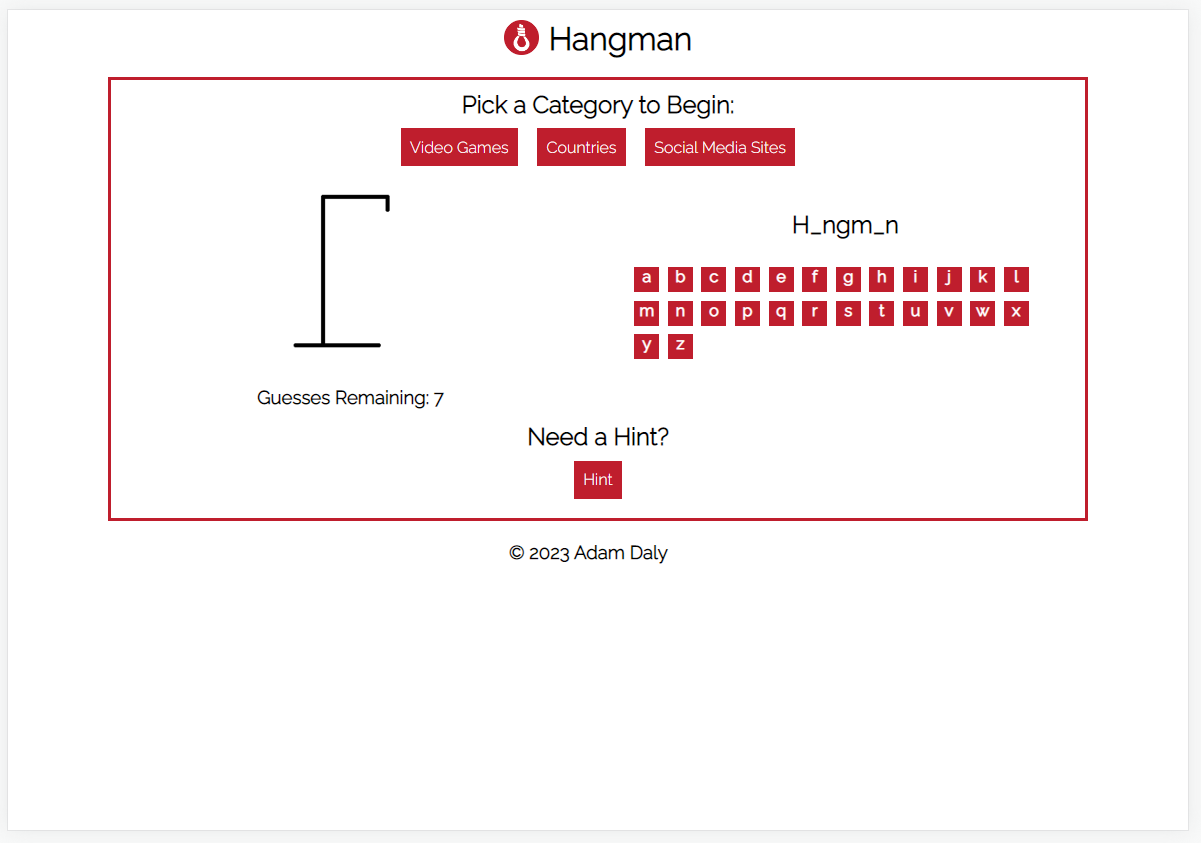 Hangman
Pick a Category to Begin:
Video Games Countries Social Media Sites
H_ngm_n
a b c d e f g h i j k l
m n o p q r s t u v w x
y z
Guesses Remaining: 7
Need a Hint?
Hint
© 2023 Adam Daly